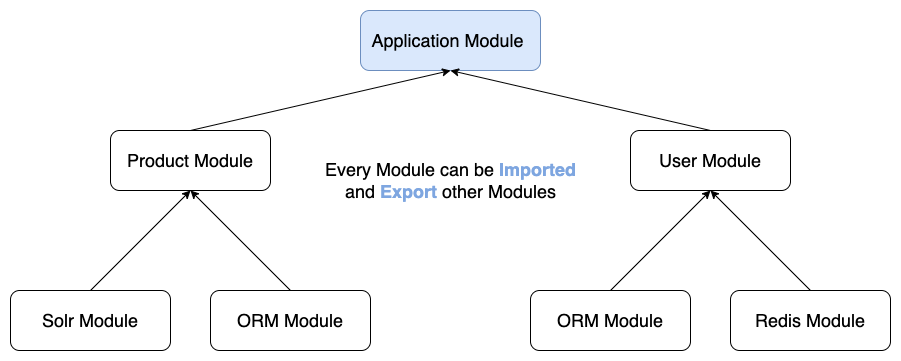 Application Module
Product Module
Every Module can be Imported
and Export other Modules
User Module
Solr Module
ORM Module
ORM Module
Redis Module